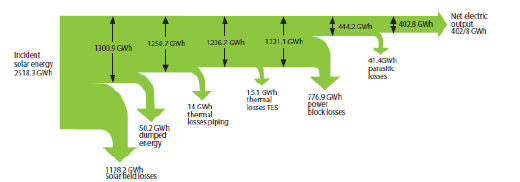 Incident
solar energy
2518.3 GWh
1300.9 GWh
1250.7 GWh
1226.7 GWh
1221.1 GWh
444.2 GWh
402.8 GWh
Net electric
output
402/8 GWh
1128.2 GWh
Solar field losses
50.2 GWh
dumped
energy
14 GWh
thermal
losses piping
15.1 GWh
thermal
losses TES
776.9 GWh
power
block losses
41.4GWh
parasitic
losses